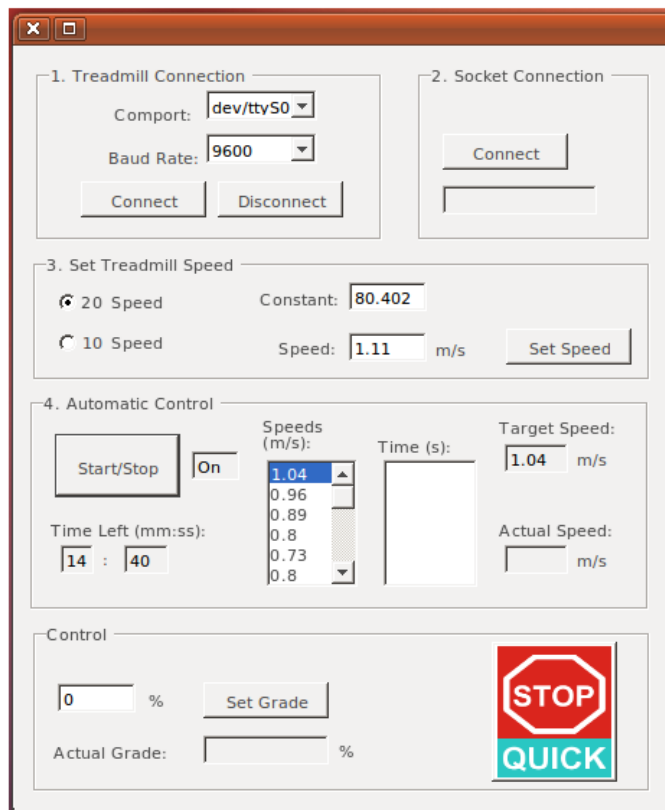 1. Treadmill Connection
Comport: dev/ttyS0
Baud Rate: 9600
Connect Disconnect
2. Socket Connection
Connect
3. Set Treadmill Speed
20 Speed Constant: 80.402
10 Speed Speed: 1.11 m/s Set Speed
4. Automatic Control
Start/Stop On
Time Left (mm:ss):
14 : 40
Speeds
(m/s):
1.04
0.96
0.89
0.8
0.73
0.8
Time (s):
Target Speed:
1.04 m/s
Actual Speed:
m/s
Control
0 % Set Grade
Actual Grade: %
STOP
QUICK